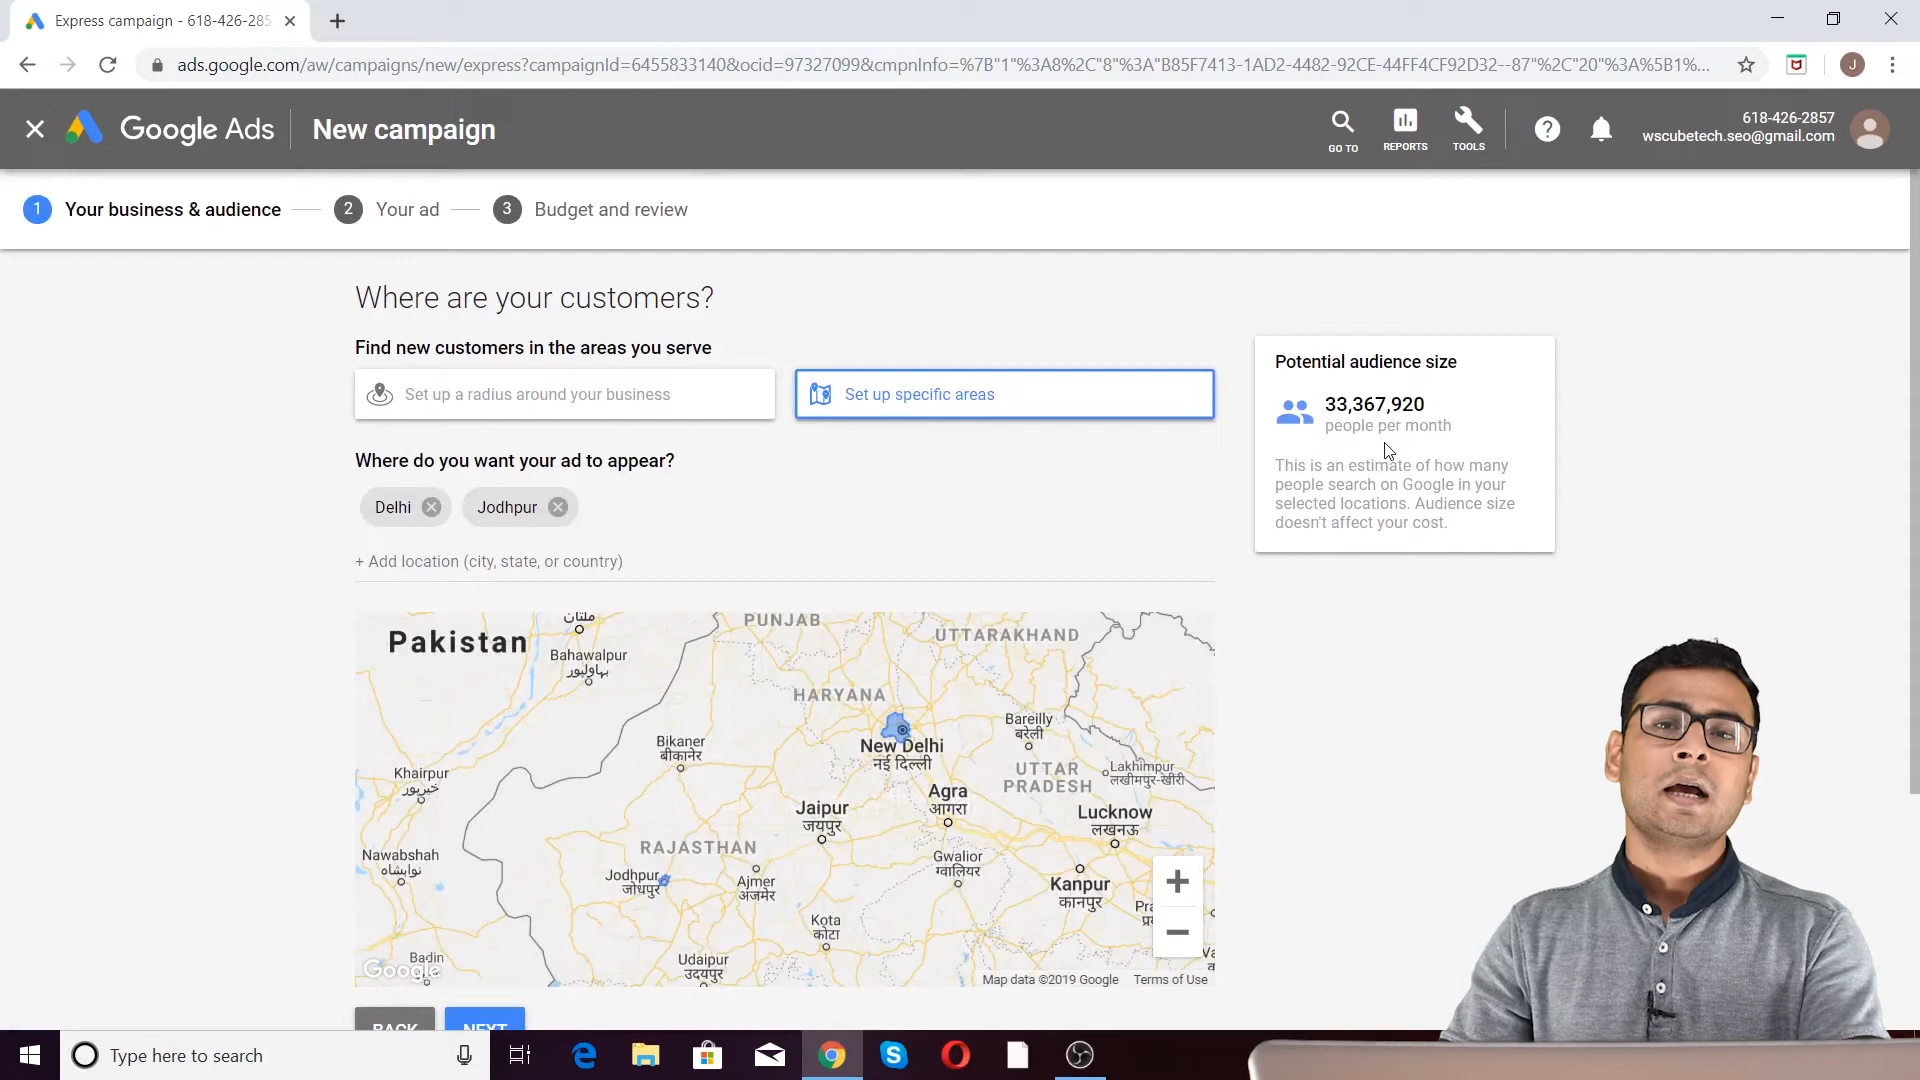 Express campaign - 618-426-285
ads.google.com/aw/campaigns/new/express?campaignId=6455833140&ocid=97327099&cmpnInfo=%7B"1"%3A8%2C"8"%3A"B85F7413-1AD2-4482-92CE-44FF4CF92D32--87"%2C"20"%3A%5B1%...
J
Google Ads
New campaign
GO TO
REPORTS
TOOLS
618-426-2857
wscubetech.seo@gmail.com
1 Your business & audience
2 Your ad
3 Budget and review
Where are your customers?
Find new customers in the areas you serve
Set up a radius around your business
Set up specific areas
Where do you want your ad to appear?
Delhi
Jodhpur
+ Add location (city, state, or country)
Potential audience size
33,367,920
people per month
This is an estimate of how many
people search on Google in your
selected locations. Audience size
doesn't affect your cost.
ملتان
PUNJAB
Pakistan
UTTARAKHAND
Bahawalpur
بہاولپور
HARYANA
Bareilly
बरेली
Bikaner
बीकानेर
New Delhi
नई दिल्ली
Khairpur
خیرپور
UTTAR
PRADESH
Lakhimpur
लखीमपुर-खीरी
Agra
आगरा
Jaipur
जयपुर
Lucknow
लखनऊ
RAJASTHAN
Nawabshah
نوابشاہ
Gwalior
ग्वालियर
Jodhpur
जोधपुर
Ajmer
अजमेर
Kanpur
कानपुर
Kota
कोटा
Udaipur
उदयपुर
Badin
Google
Map data ©2019 Google
Terms of Use
BACK
NEXT
Type here to search